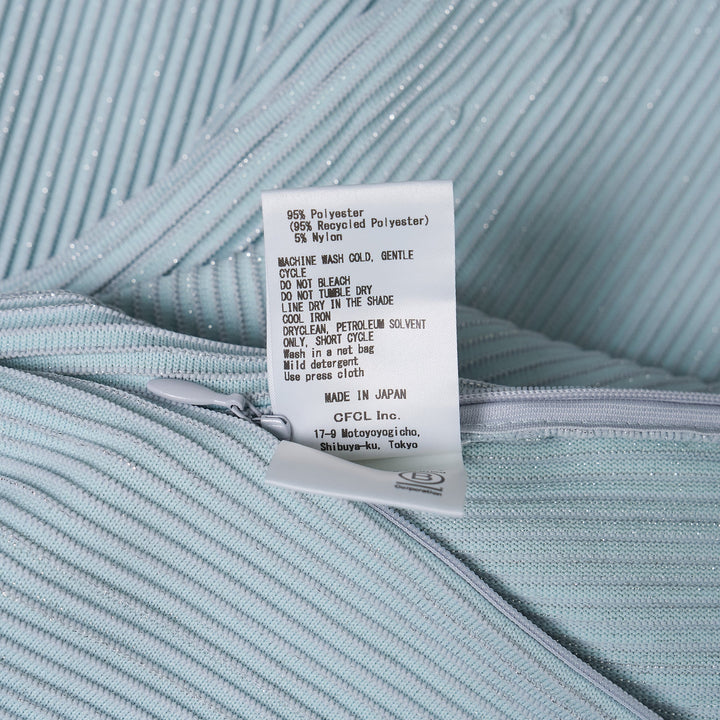 95% Polyester
(95% Recycled Polyester)
5% Nylon
MACHINE WASH COLD, GENTLE
CYCLE
DO NOT BLEACH
DO NOT TUMBLE DRY
LINE DRY IN THE SHADE
COOL IRON
DRYCLEAN, PETROLEUM SOLVENT
ONLY, SHORT CYCLE
Wash in a net bag
Mild detergent
Use press cloth
MADE IN JAPAN
CFCL Inc.
17-9 Motoyoyogicho,
Shibuya-ku, Tokyo
Corporation